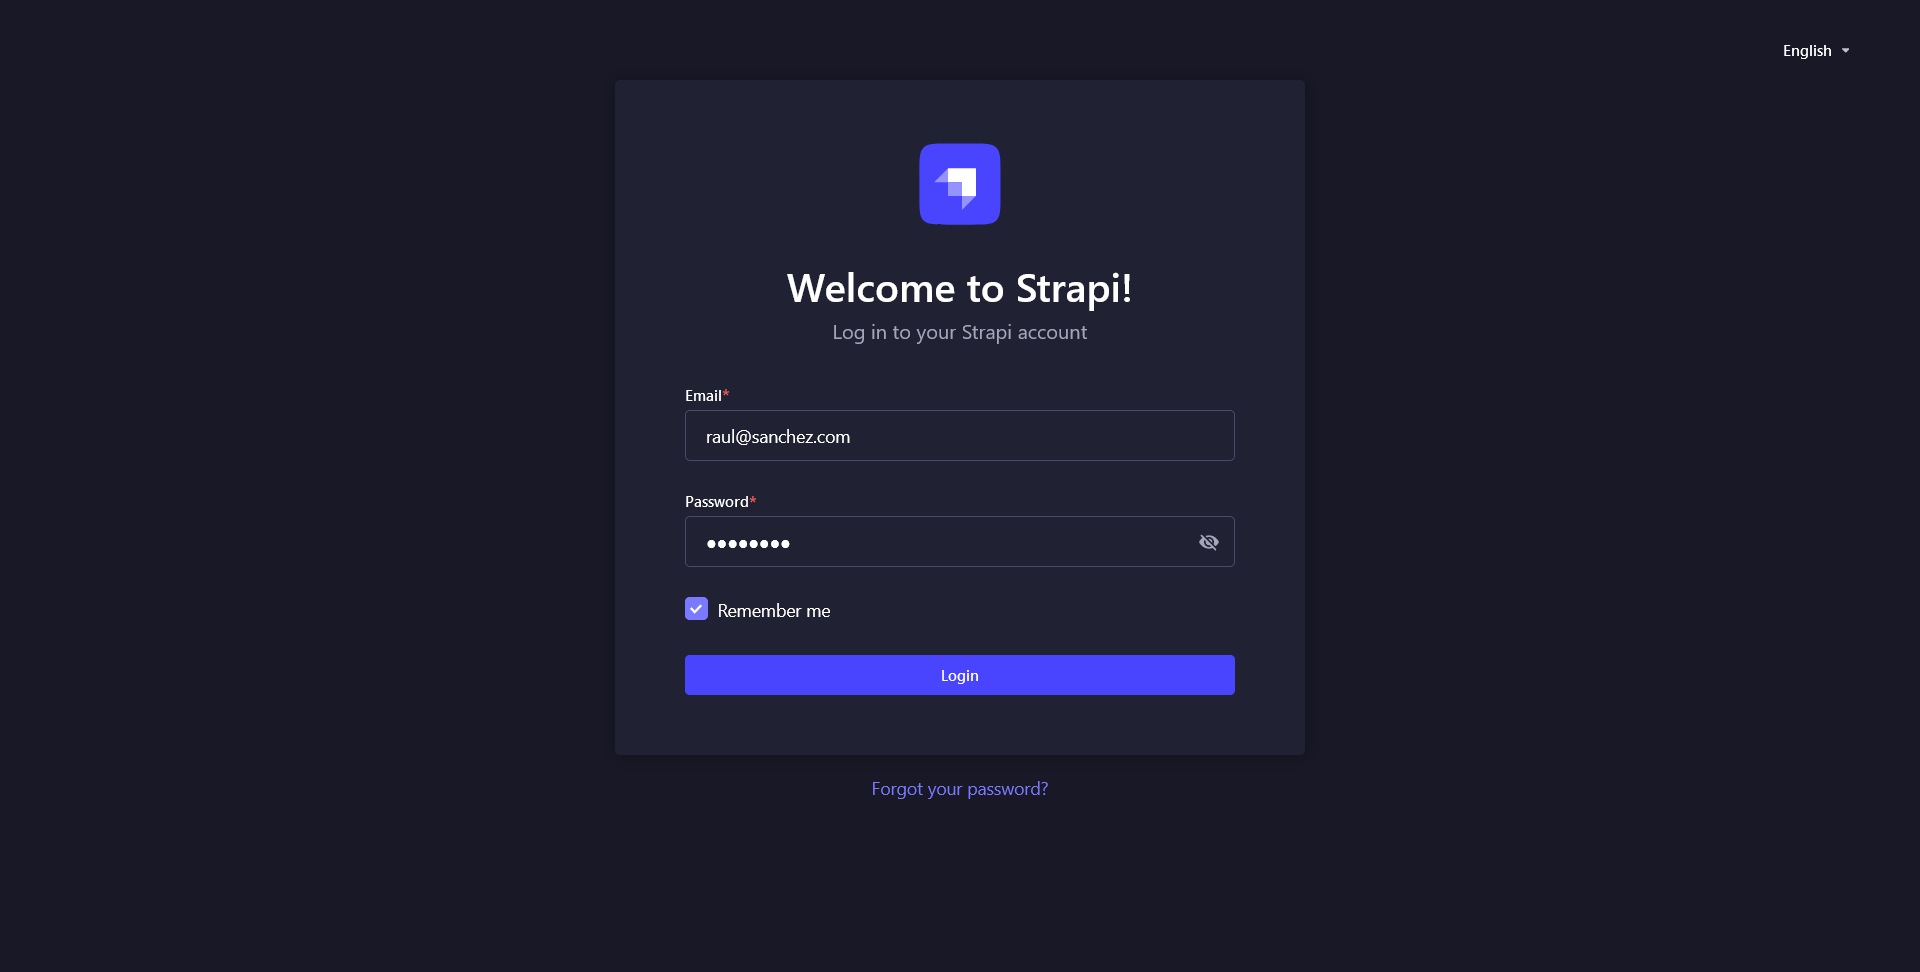 English
Welcome to Strapi!
Log in to your Strapi account
Email*
raul@sanchez.com
Password*
••••••••
Remember me
Login
Forgot your password?